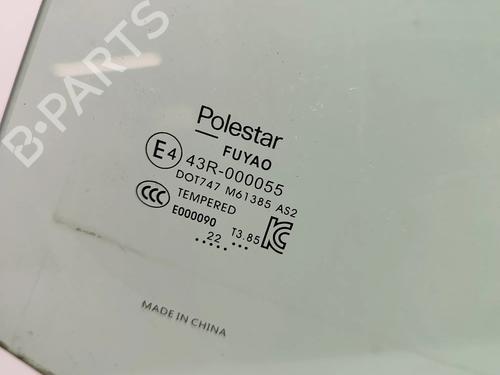 B-PARTS
Polestar
FUYAO
E4 43R-000055
DOT747 M61385 AS2
CCC TEMPERED
E000090 T3.85
22
MADE IN CHINA